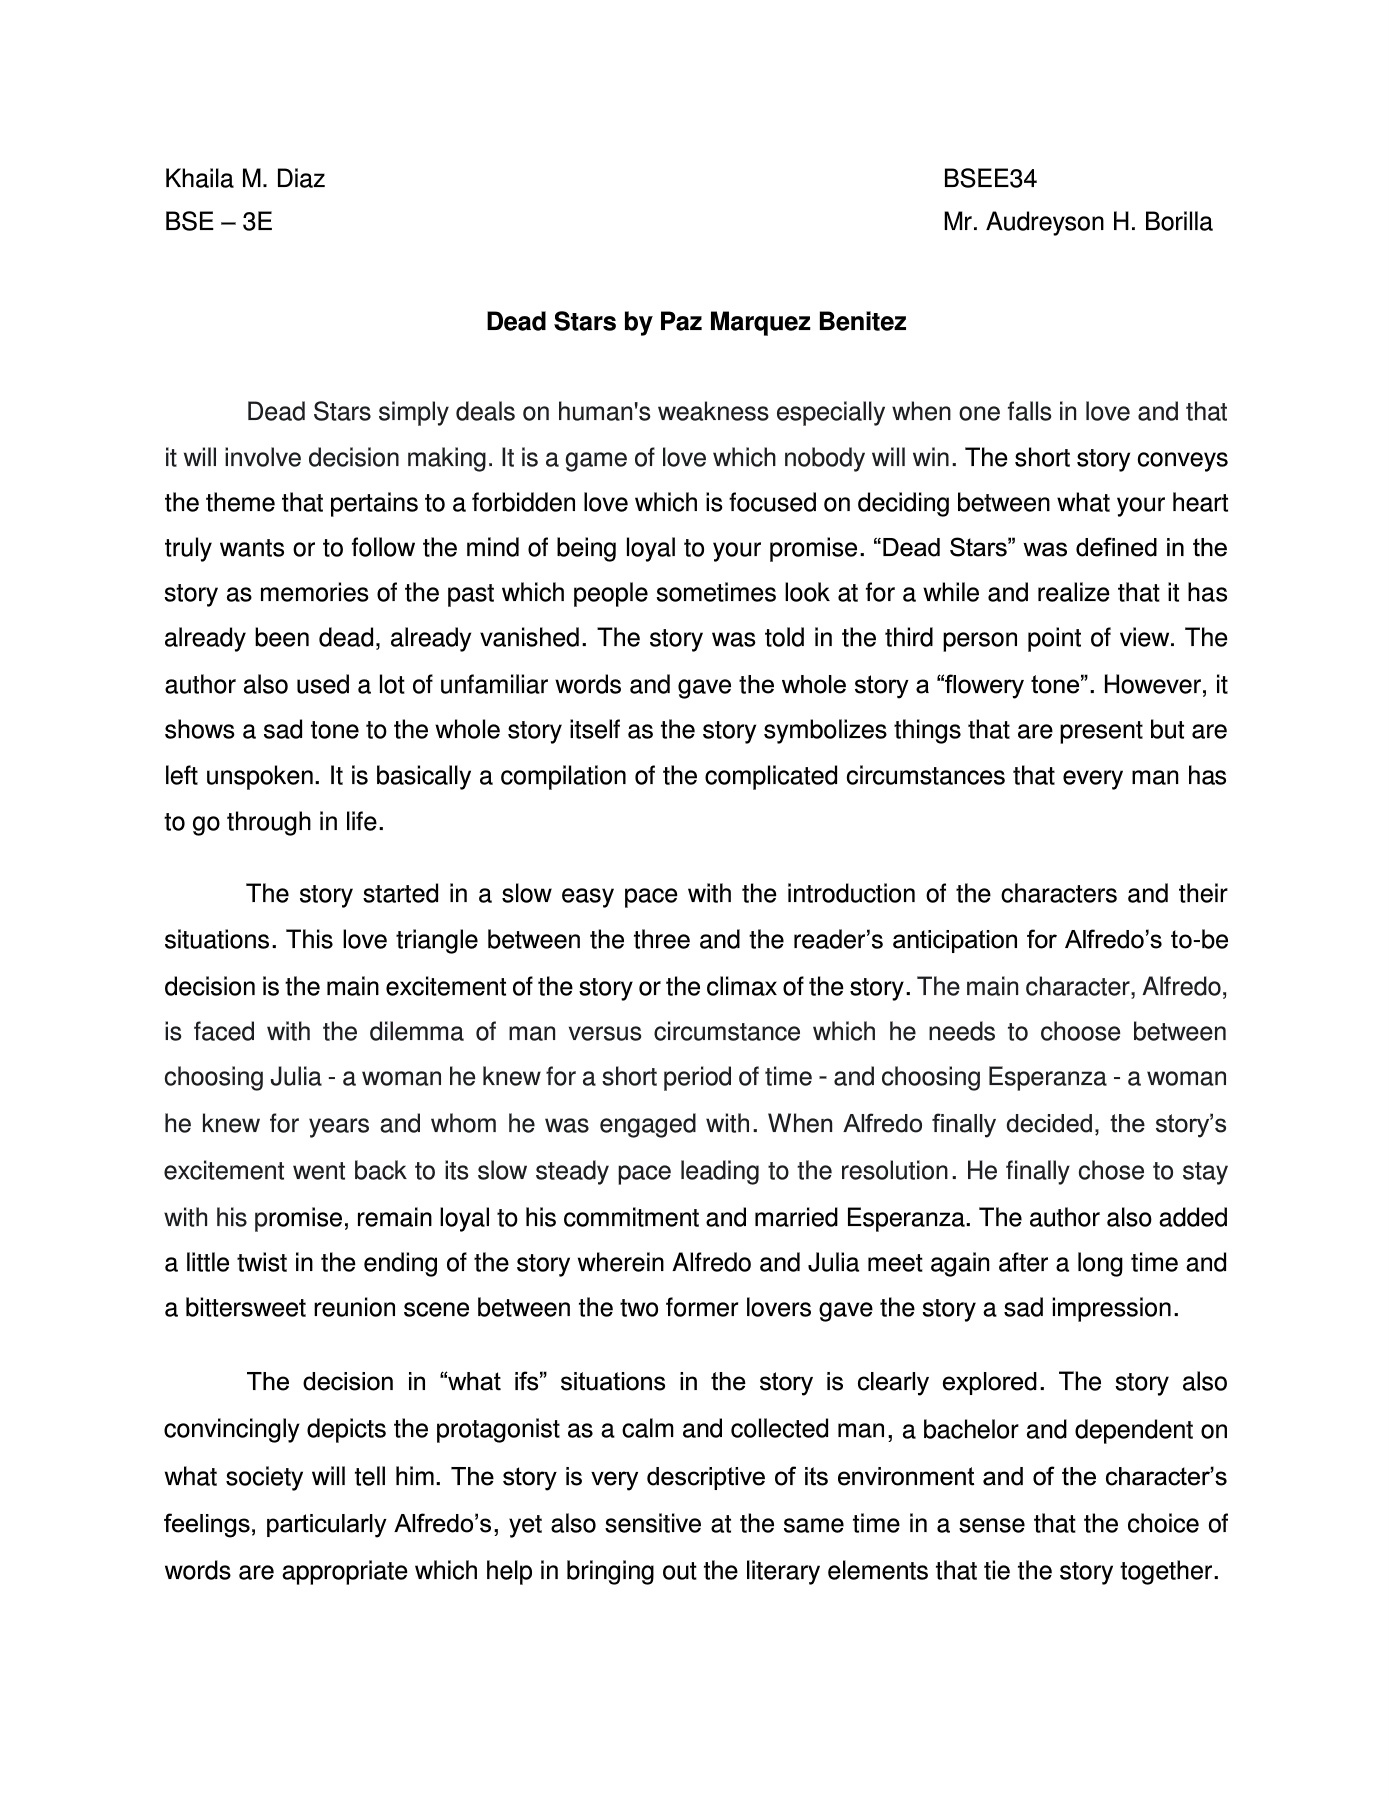 Khaila M. Diaz BSEE34
BSE – 3E Mr. Audreyson H. Borilla
Dead Stars by Paz Marquez Benitez
Dead Stars simply deals on human's weakness especially when one falls in love and that
it will involve decision making. It is a game of love which nobody will win. The short story conveys
the theme that pertains to a forbidden love which is focused on deciding between what your heart
truly wants or to follow the mind of being loyal to your promise. “Dead Stars” was defined in the
story as memories of the past which people sometimes look at for a while and realize that it has
already been dead, already vanished. The story was told in the third person point of view. The
author also used a lot of unfamiliar words and gave the whole story a “flowery tone”. However, it
shows a sad tone to the whole story itself as the story symbolizes things that are present but are
left unspoken. It is basically a compilation of the complicated circumstances that every man has
to go through in life.
The story started in a slow easy pace with the introduction of the characters and their
situations. This love triangle between the three and the reader’s anticipation for Alfredo’s to-be
decision is the main excitement of the story or the climax of the story. The main character, Alfredo,
is faced with the dilemma of man versus circumstance which he needs to choose between
choosing Julia - a woman he knew for a short period of time - and choosing Esperanza - a woman
he knew for years and whom he was engaged with. When Alfredo finally decided, the story’s
excitement went back to its slow steady pace leading to the resolution. He finally chose to stay
with his promise, remain loyal to his commitment and married Esperanza. The author also added
a little twist in the ending of the story wherein Alfredo and Julia meet again after a long time and
a bittersweet reunion scene between the two former lovers gave the story a sad impression.
The decision in “what ifs” situations in the story is clearly explored. The story also
convincingly depicts the protagonist as a calm and collected man, a bachelor and dependent on
what society will tell him. The story is very descriptive of its environment and of the character’s
feelings, particularly Alfredo’s, yet also sensitive at the same time in a sense that the choice of
words are appropriate which help in bringing out the literary elements that tie the story together.